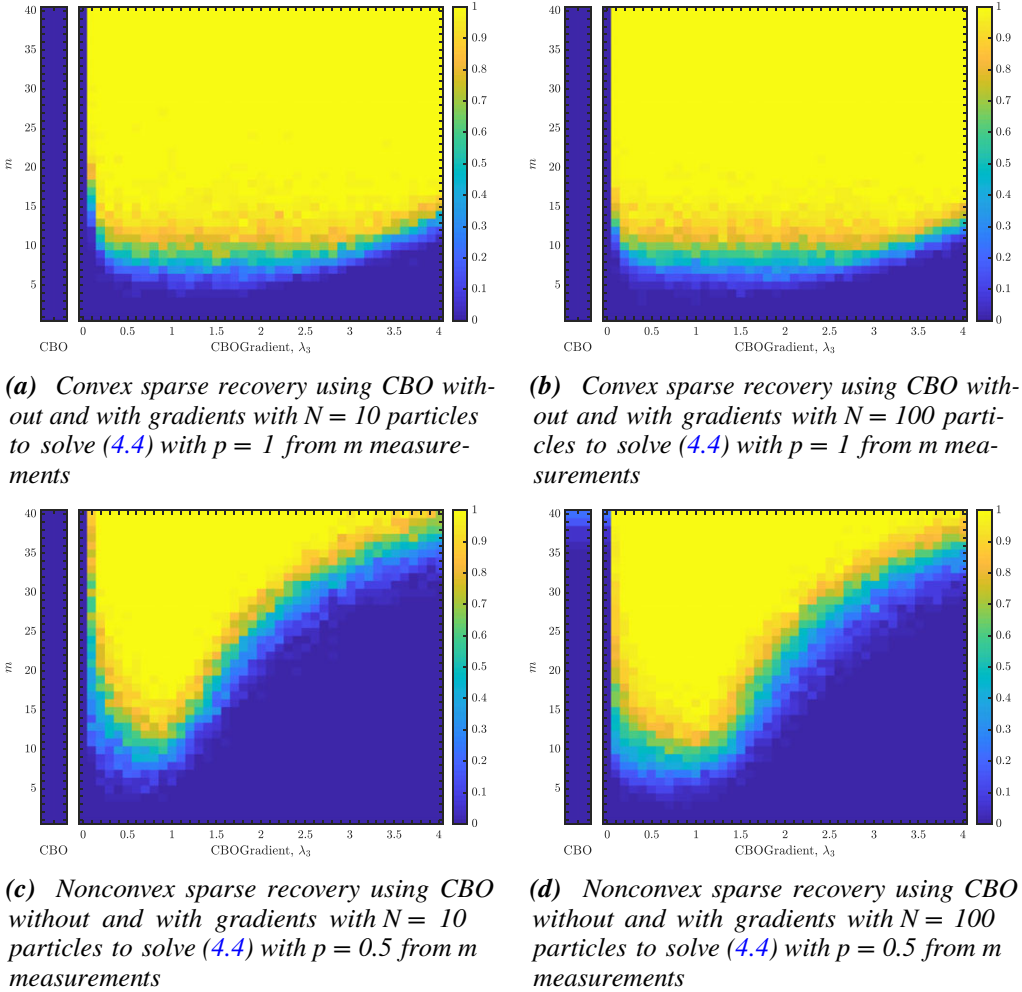 40
35
30
25
20
15
10
5
m
1
0.9
0.8
0.7
0.6
0.5
0.4
0.3
0.2
0.1
0
0 0.5 1 1.5 2 2.5 3 3.5 4
CBO CBOGradient, λ₃
40
35
30
25
20
15
10
5
m
1
0.9
0.8
0.7
0.6
0.5
0.4
0.3
0.2
0.1
0
0 0.5 1 1.5 2 2.5 3 3.5 4
CBO CBOGradient, λ₃
(a) Convex sparse recovery using CBO with-
out and with gradients with N = 10 particles
to solve (4.4) with p = 1 from m measure-
ments
(b) Convex sparse recovery using CBO with-
out and with gradients with N = 100 parti-
cles to solve (4.4) with p = 1 from m mea-
surements
40
35
30
25
20
15
10
5
m
1
0.9
0.8
0.7
0.6
0.5
0.4
0.3
0.2
0.1
0
0 0.5 1 1.5 2 2.5 3 3.5 4
CBO CBOGradient, λ₃
40
35
30
25
20
15
10
5
m
1
0.9
0.8
0.7
0.6
0.5
0.4
0.3
0.2
0.1
0
0 0.5 1 1.5 2 2.5 3 3.5 4
CBO CBOGradient, λ₃
(c) Nonconvex sparse recovery using CBO
without and with gradients with N = 10
particles to solve (4.4) with p = 0.5 from m
measurements
(d) Nonconvex sparse recovery using CBO
without and with gradients with N = 100
particles to solve (4.4) with p = 0.5 from m
measurements